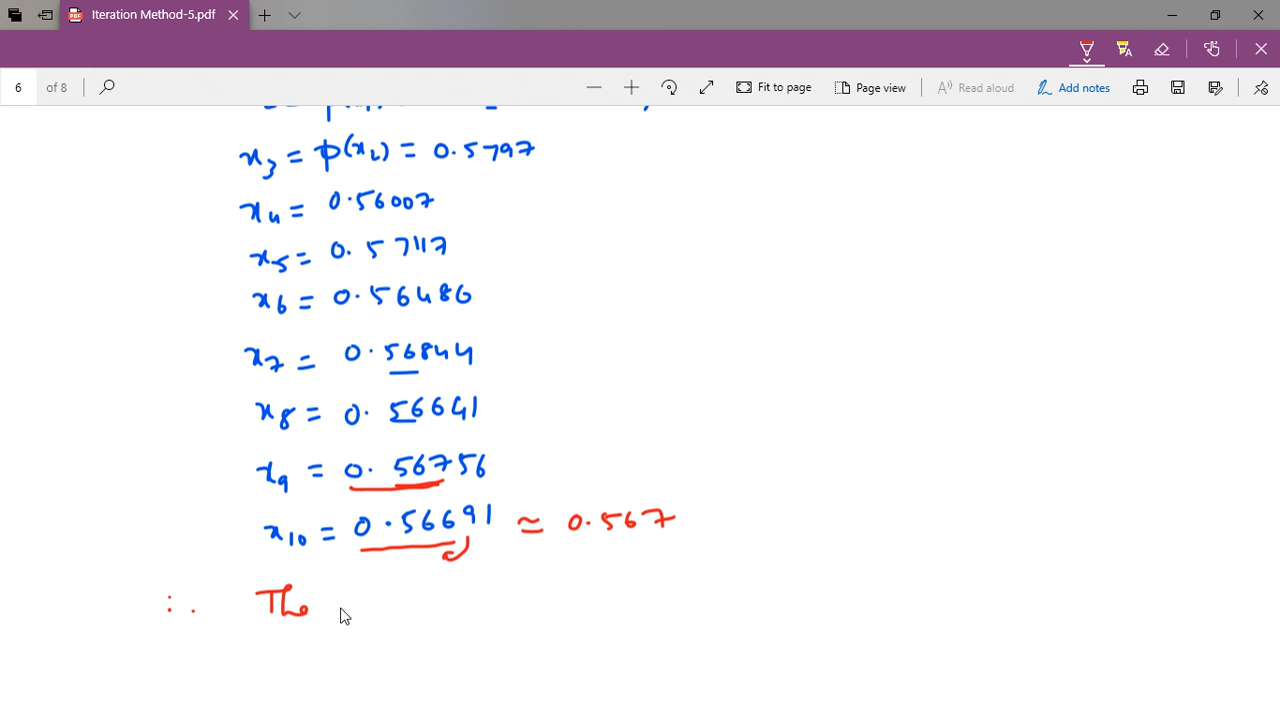 Iteration Method-5.pdf
6 of 8
Fit to page
Page view
Read aloud
Add notes
x₃ = φ(x₂) = 0.5797
x₄ = 0.56007
x₅ = 0.57117
x₆ = 0.56486
x₇ = 0.56844
x₈ = 0.56641
x₉ = 0.56756
x₁₀ = 0.56691 ≃ 0.567
∴ The